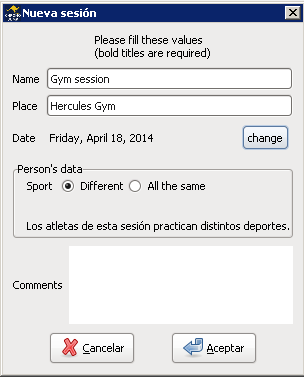 Nueva sesión
Please fill these values
(bold titles are required)
Name Gym session
Place Hercules Gym
Date Friday, April 18, 2014 change
Person's data
Sport Different All the same
Los atletas de esta sesión practican distintos deportes.
Comments
Cancelar Aceptar